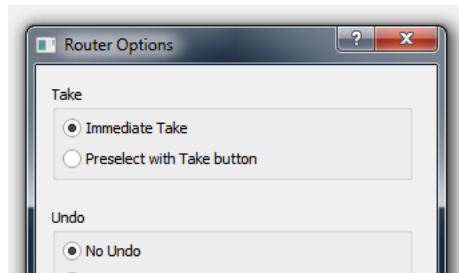 Router Options
?
Take
Immediate Take
Preselect with Take button
Undo
No Undo